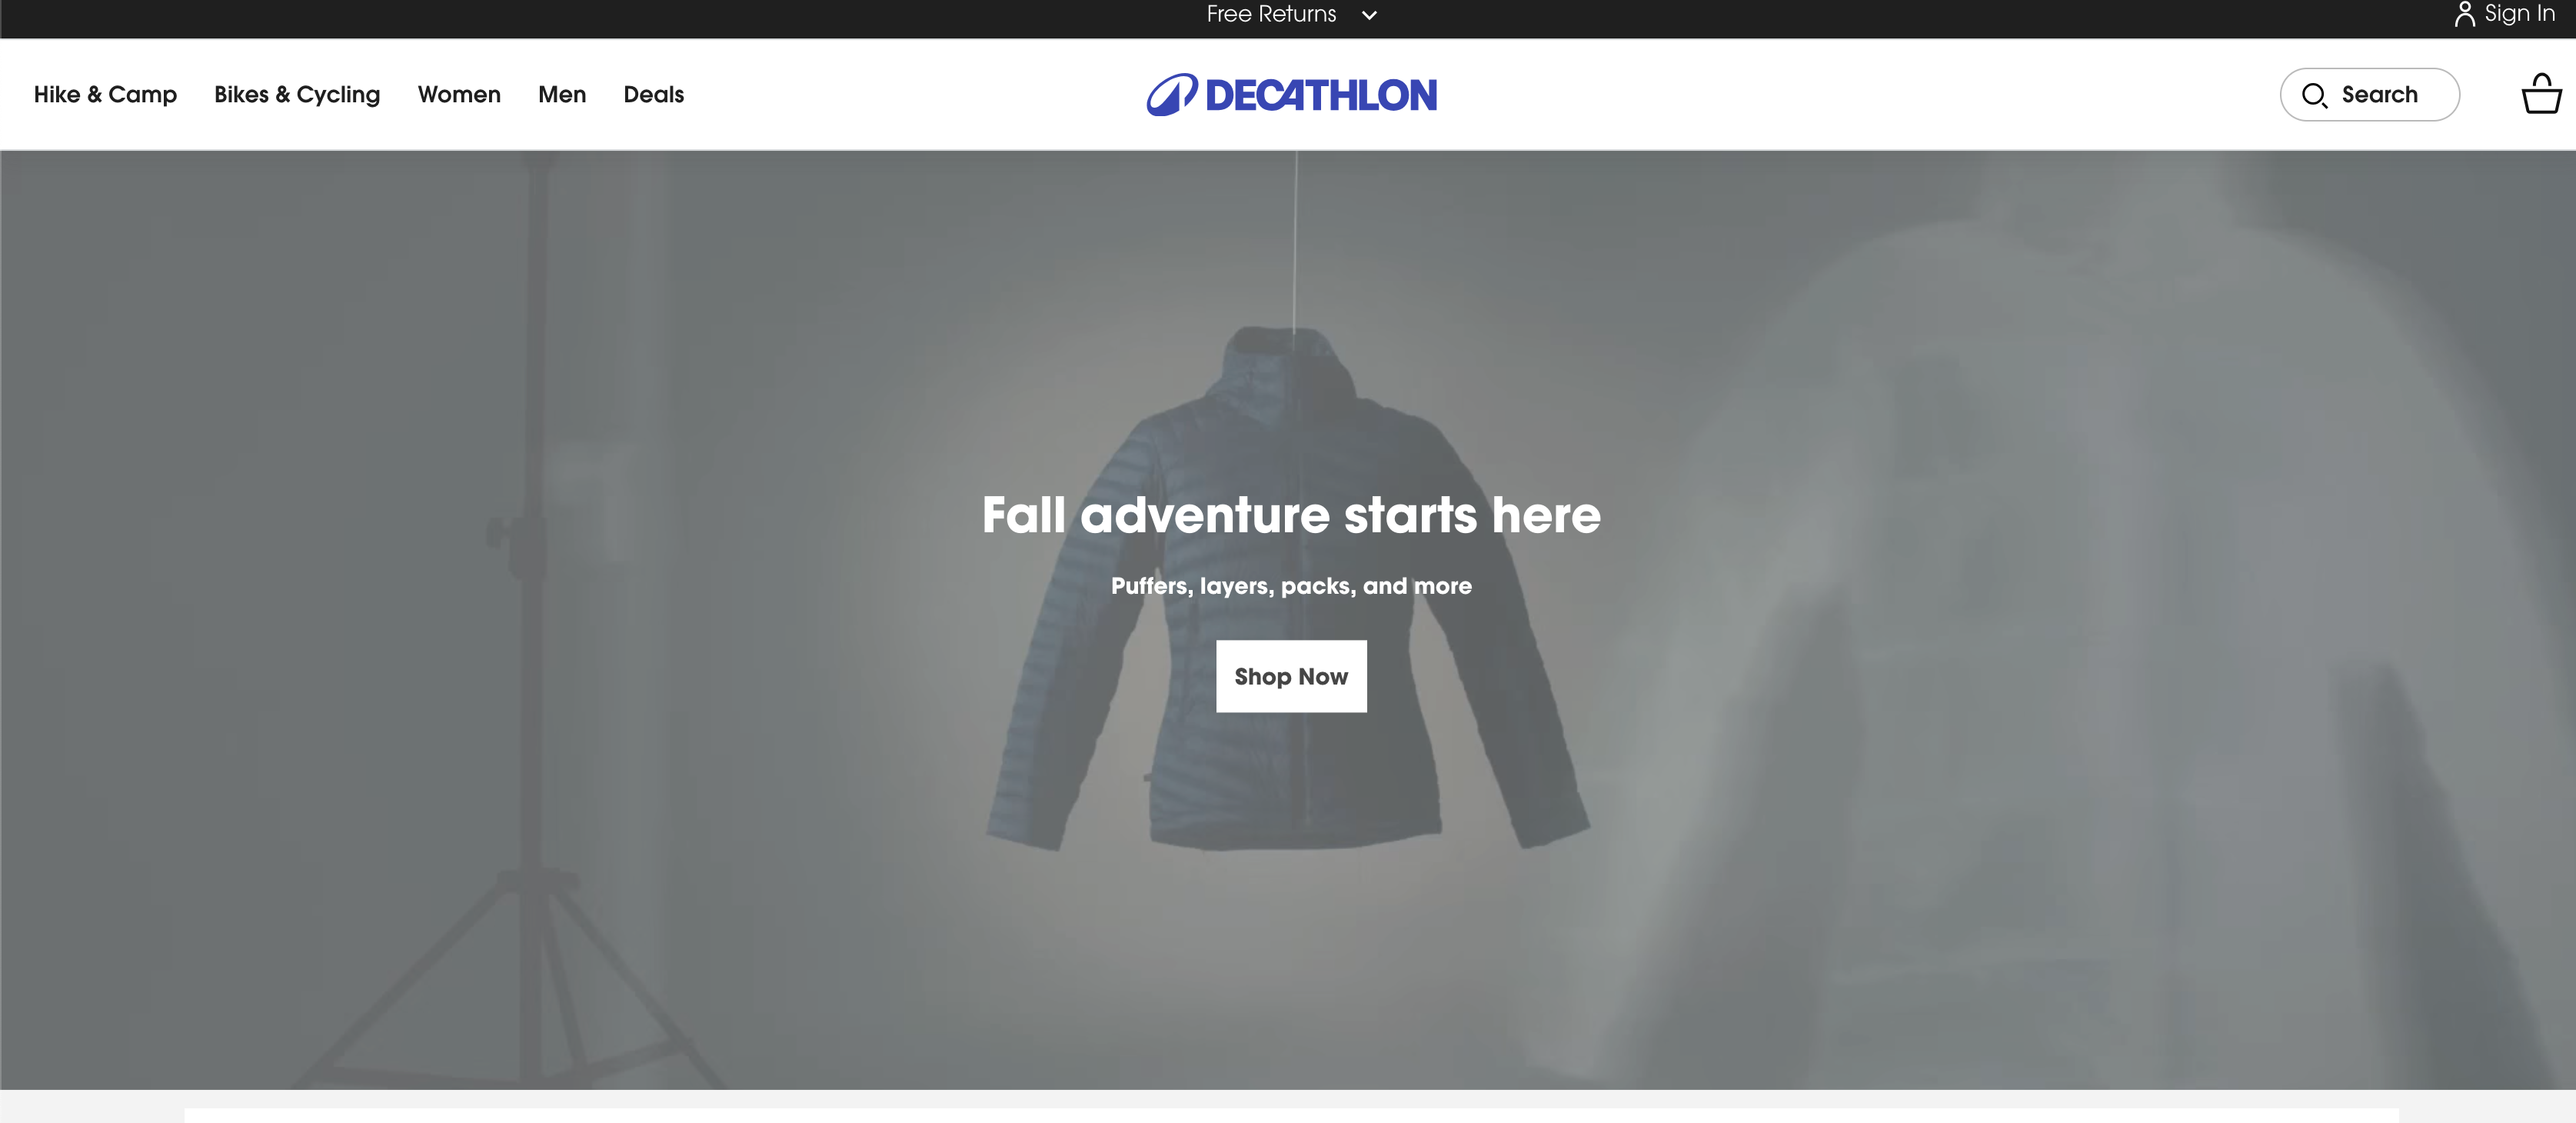 Free Returns
Sign In
Hike & Camp
Bikes & Cycling
Women
Men
Deals
DECATHLON
Search
Fall adventure starts here
Puffers, layers, packs, and more
Shop Now